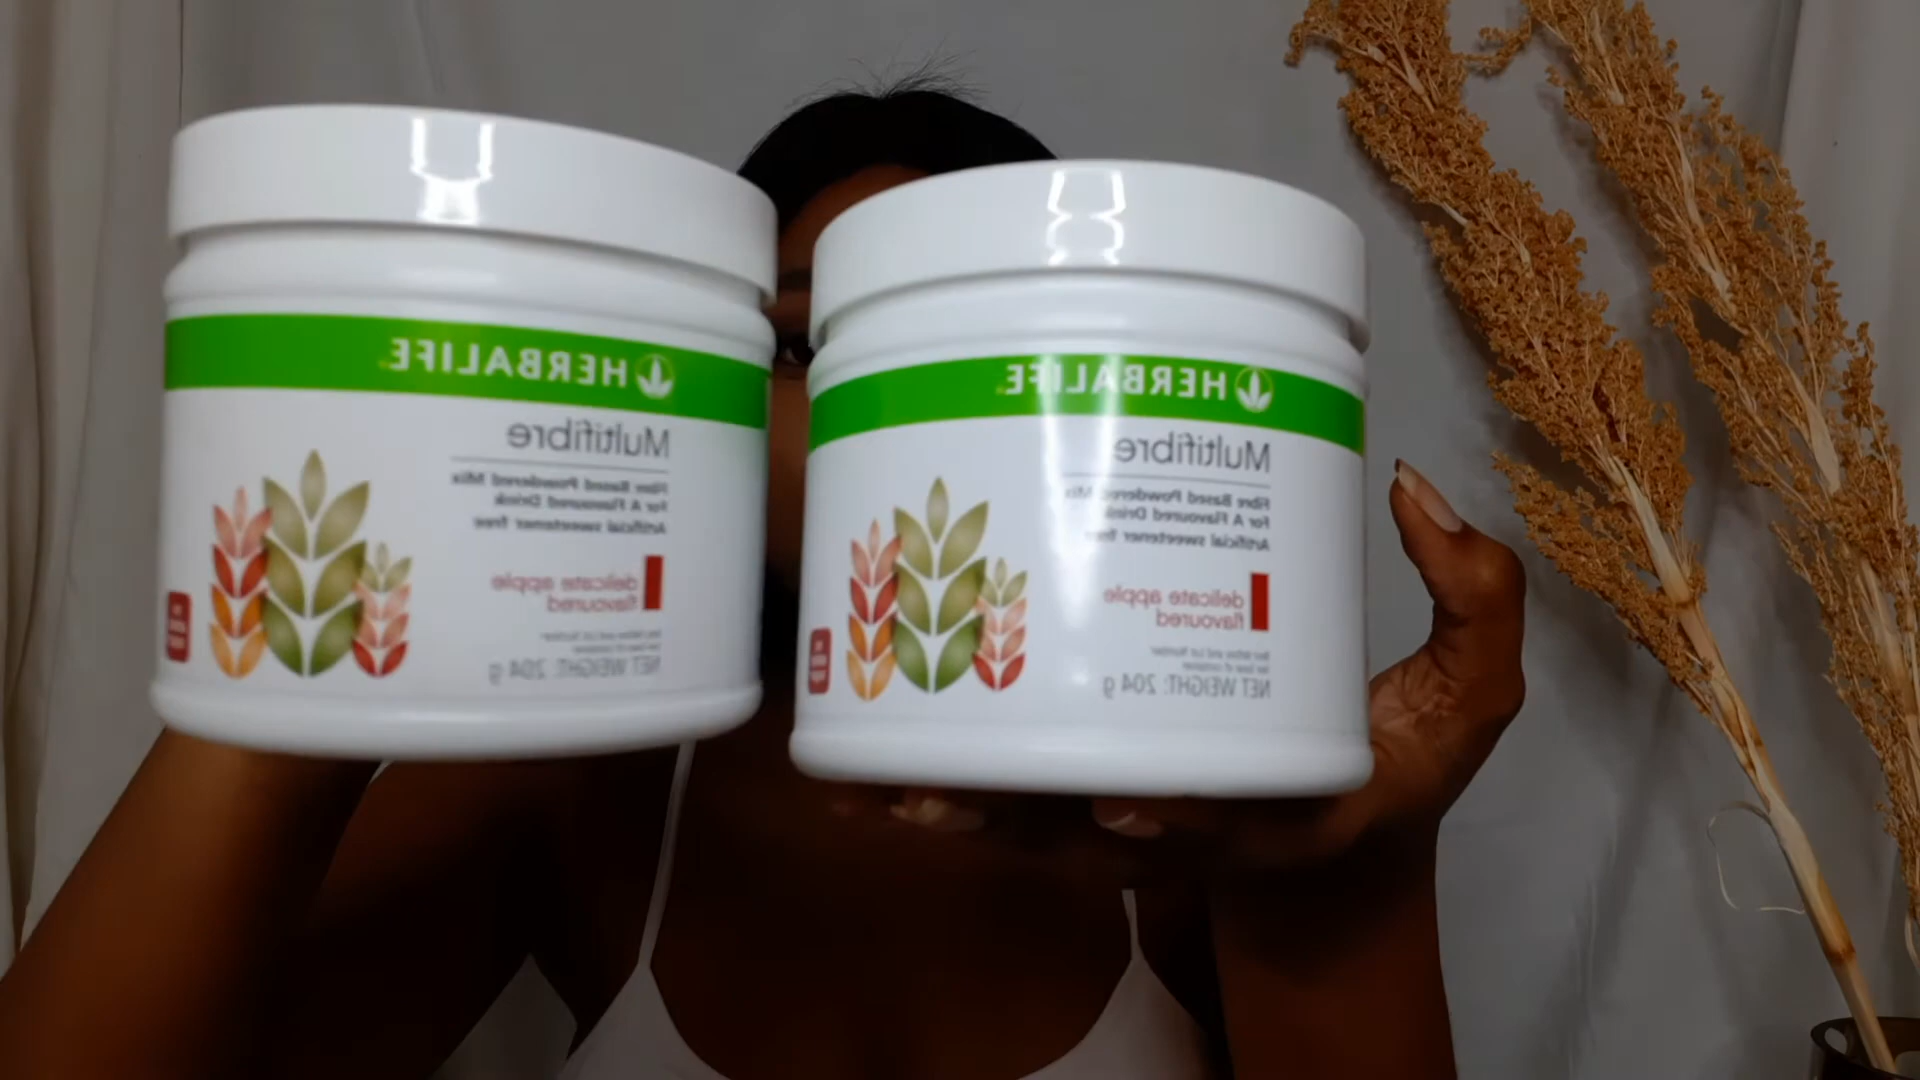 HERBALIFE
Multifibre
Fibre Based Powdered Mix
For A Flavoured Drink
Artificial sweetener free
delicate apple
flavoured
NET WEIGHT: 204 g
HERBALIFE
Multifibre
Fibre Based Powdered Mix
For A Flavoured Drink
Artificial sweetener free
delicate apple
flavoured
NET WEIGHT: 204 g